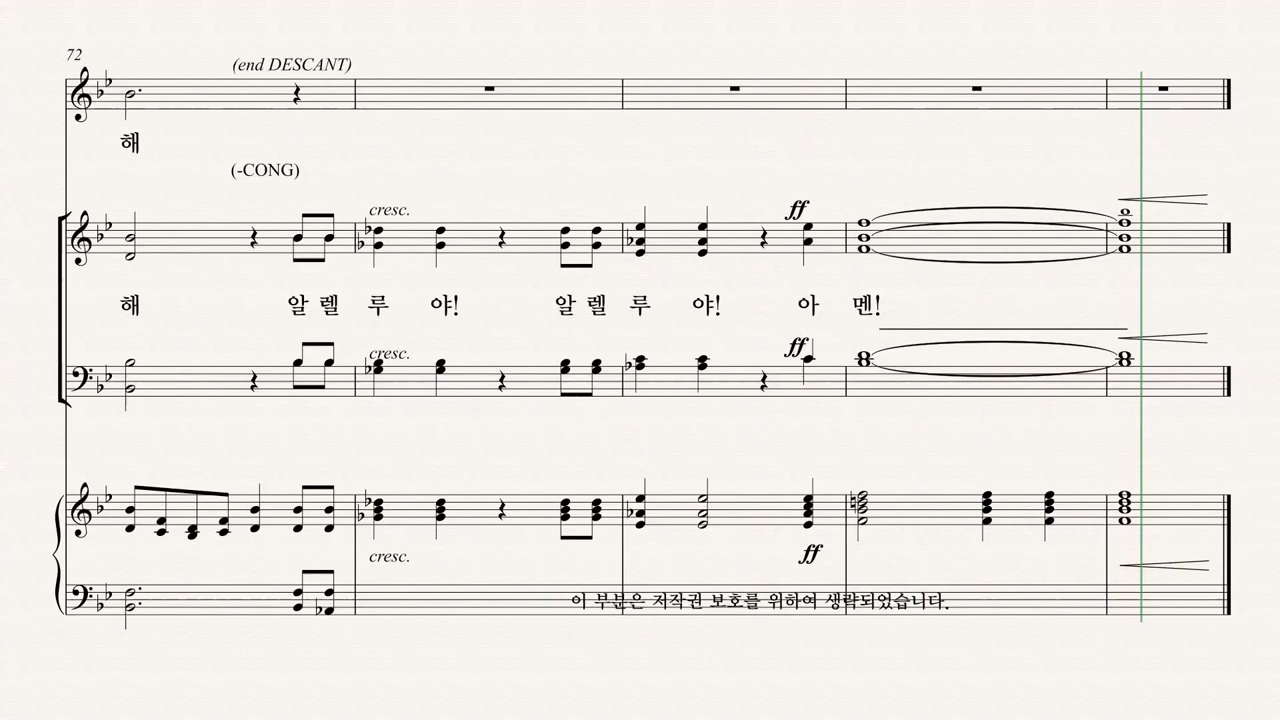 72
(end DESCANT)
해
(-CONG)
cresc. ff
해 알 렐 루 야! 알 렐 루 야! 아 멘!
cresc. ff
cresc. ff
이 부분은 저작권 보호를 위하여 생략되었습니다.